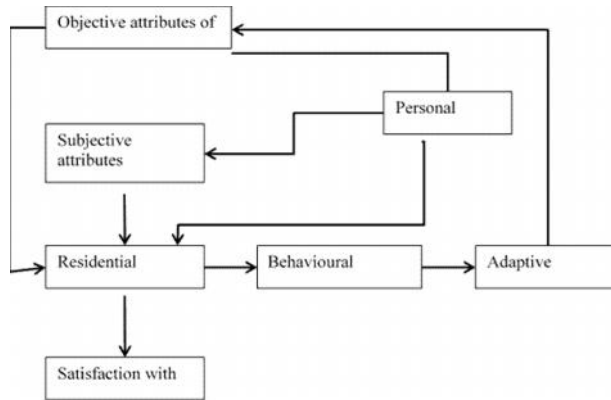 Objective attributes of
Personal
Subjective
attributes
Residential
Behavioural
Adaptive
Satisfaction with